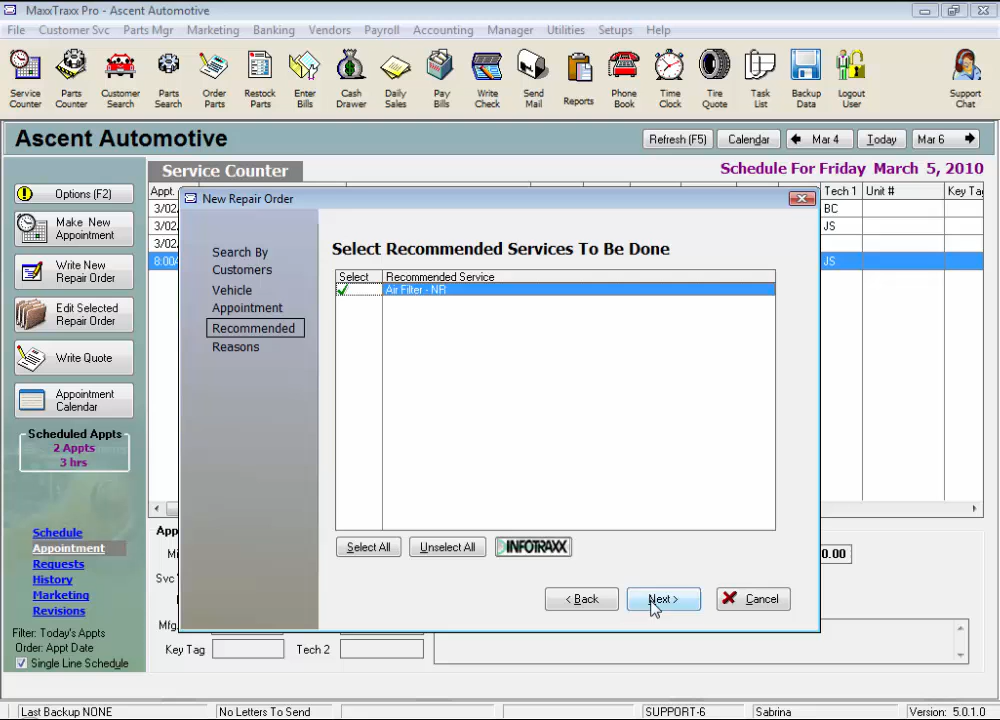 MaxxTraxx Pro - Ascent Automotive
File Customer Svc Parts Mgr Marketing Banking Vendors Payroll Accounting Manager Utilities Setups Help
Service Counter
Parts Counter
Customer Search
Parts Search
Order Parts
Restock Parts
Enter Bills
Cash Drawer
Daily Sales
Pay Bills
Write Check
Send Mail
Reports
Phone Book
Time Clock
Tire Quote
Task List
Backup Data
Logout User
Support Chat
Ascent Automotive
Refresh (F5) Calendar Mar 4 Today Mar 6
Service Counter
Schedule For Friday March 5, 2010
Options (F2)
Make New
Appointment
Write New
Repair Order
Edit Selected
Repair Order
Write Quote
Appointment
Calendar
Scheduled Appts
2 Appts
3 hrs
Schedule
Appointment
Requests
History
Marketing
Revisions
Filter: Today's Appts
Order: Appt Date
Single Line Schedule
Appt. Tech 1 Unit # Key Tag
3/02 BC
3/02 JS
3/02
8:00 JS
New Repair Order
Search By
Customers
Vehicle
Appointment
Recommended
Reasons
Select Recommended Services To Be Done
Select Recommended Service
Air Filter - NR
Select All Unselect All INFOTRAXX
< Back Next > Cancel
App
Mi 0.00
Svc
Mfg.
Key Tag Tech 2
Last Backup NONE No Letters To Send SUPPORT-6 Sabrina Version: 5.0.1.0